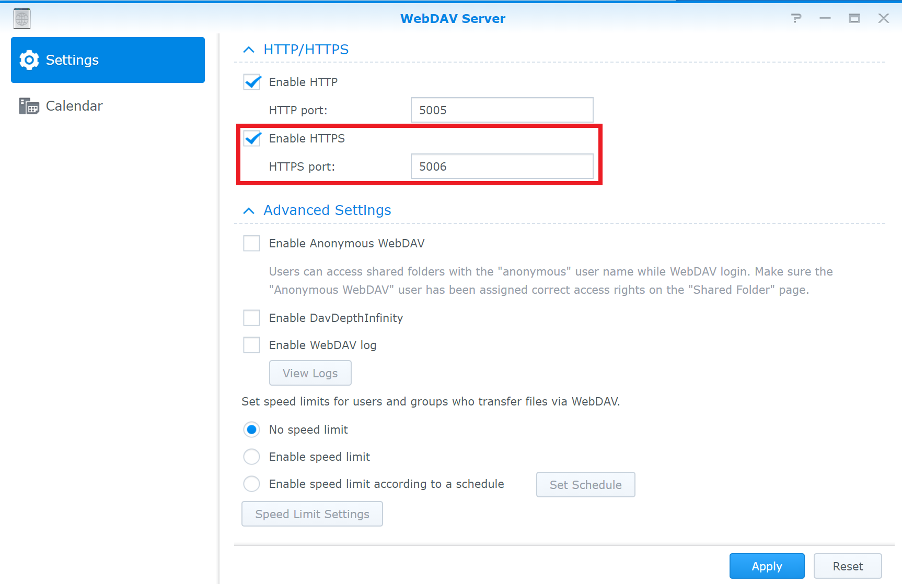 WebDAV Server
Settings
Calendar
HTTP/HTTPS
Enable HTTP
HTTP port: 5005
Enable HTTPS
HTTPS port: 5006
Advanced Settings
Enable Anonymous WebDAV
Users can access shared folders with the "anonymous" user name while WebDAV login. Make sure the
"Anonymous WebDAV" user has been assigned correct access rights on the "Shared Folder" page.
Enable DavDepthInfinity
Enable WebDAV log
View Logs
Set speed limits for users and groups who transfer files via WebDAV.
No speed limit
Enable speed limit
Enable speed limit according to a schedule Set Schedule
Speed Limit Settings
Apply Reset